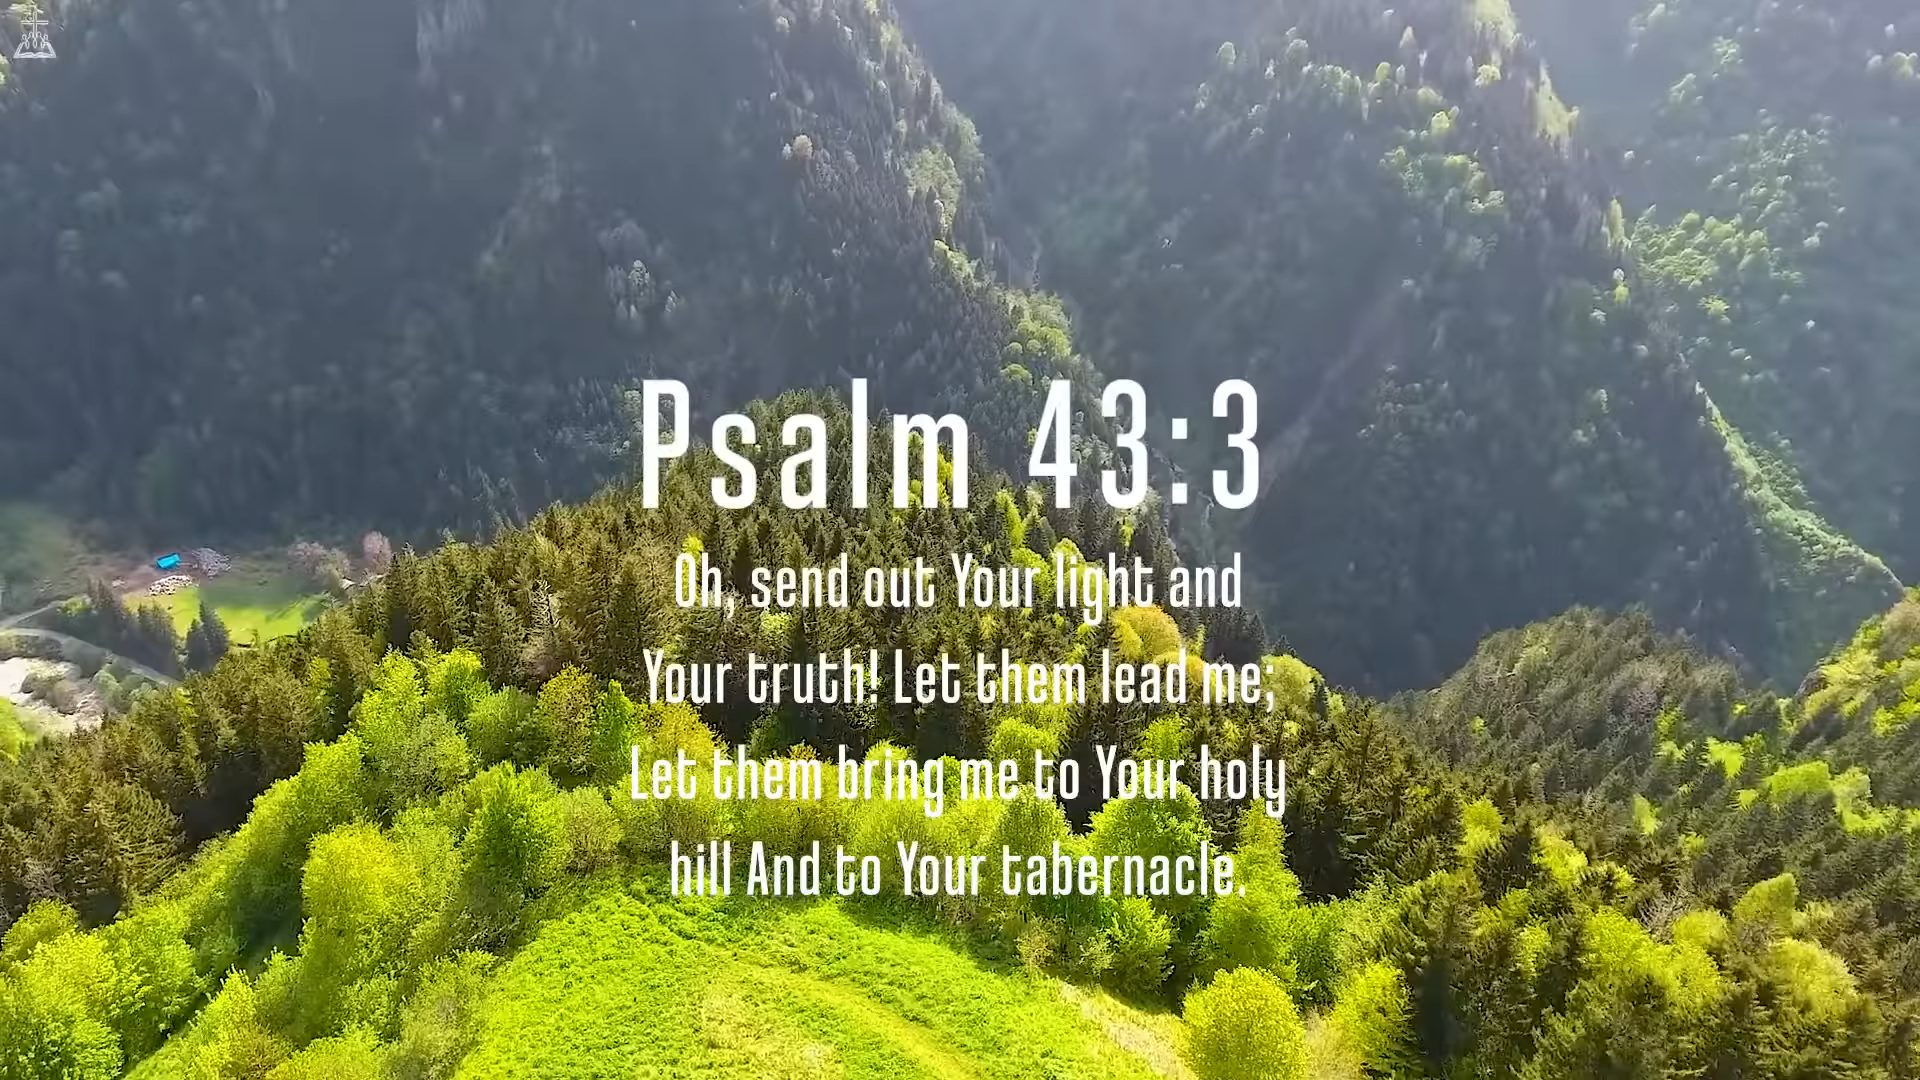 Psalm 43:3
Oh, send out Your light and
Your truth! Let them lead me;
Let them bring me to Your holy
hill And to Your tabernacle.